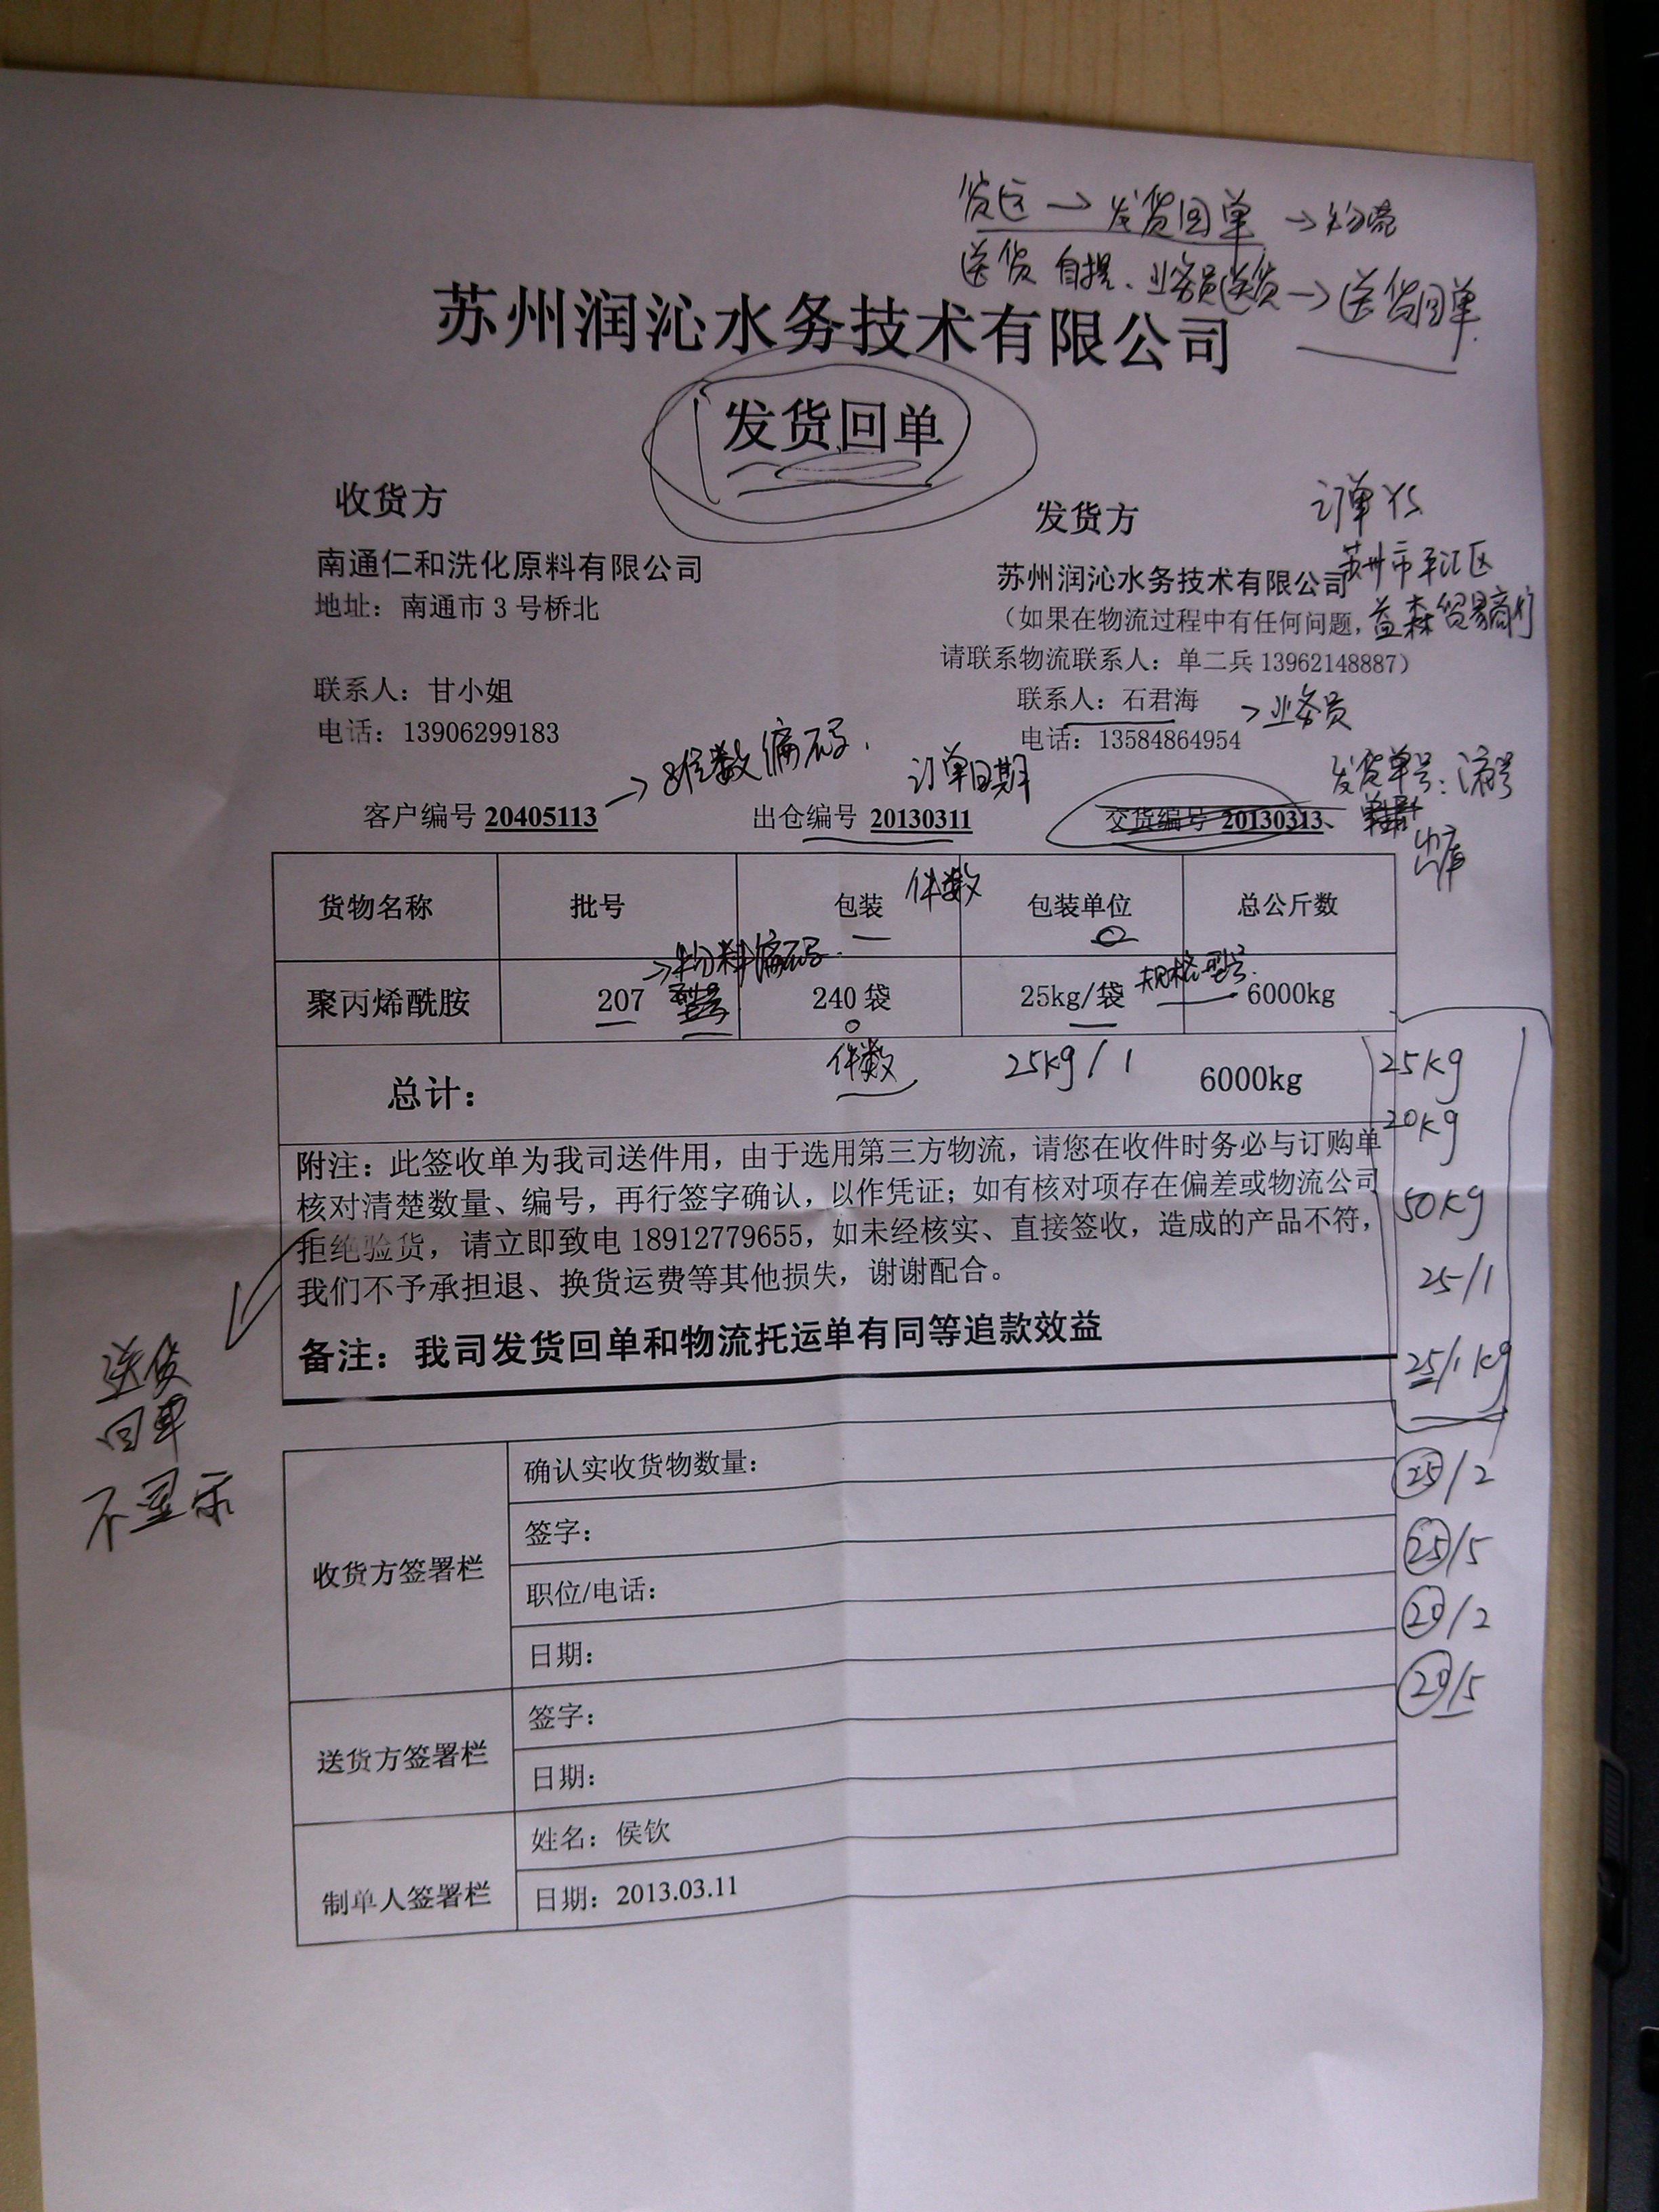 发货回单 → 物流
送货 自提、业务员送货 → 送货回单
苏州润沁水务技术有限公司
发货回单
收货方
发货方
订单
南通仁和洗化原料有限公司
苏州润沁水务技术有限公司 苏州市平江区
地址：南通市3号桥北
（如果在物流过程中有任何问题， 益森贸易商行
请联系物流联系人：单二兵 13962148887）
联系人：甘小姐
联系人：石君海 → 业务员
电话：13906299183
电话：13584864954
→ 8位数编码.
订单日期
发货单号：流号
出库
客户编号 20405113
出仓编号 20130311
交货编号 20130313
货物名称 批号 包装 件数 包装单位 总公斤数
→物料编码 规格型号
聚丙烯酰胺 207 型号 240 袋 25kg/袋 6000kg
总计： 件数 25kg/1 6000kg
25kg
20kg
50kg
25/1
25/1kg
附注：此签收单为我司送件用，由于选用第三方物流，请您在收件时务必与订购单
核对清楚数量、编号，再行签字确认，以作凭证；如有核对项存在偏差或物流公司
拒绝验货，请立即致电 18912779655，如未经核实、直接签收，造成的产品不符，
我们不予承担退、换货运费等其他损失，谢谢配合。
备注：我司发货回单和物流托运单有同等追款效益
送货
回单
不显示
收货方签署栏
确认实收货物数量：
签字：
职位/电话：
日期：
25/2
25/5
20/2
20/5
送货方签署栏
签字：
日期：
制单人签署栏
姓名：侯钦
日期：2013.03.11